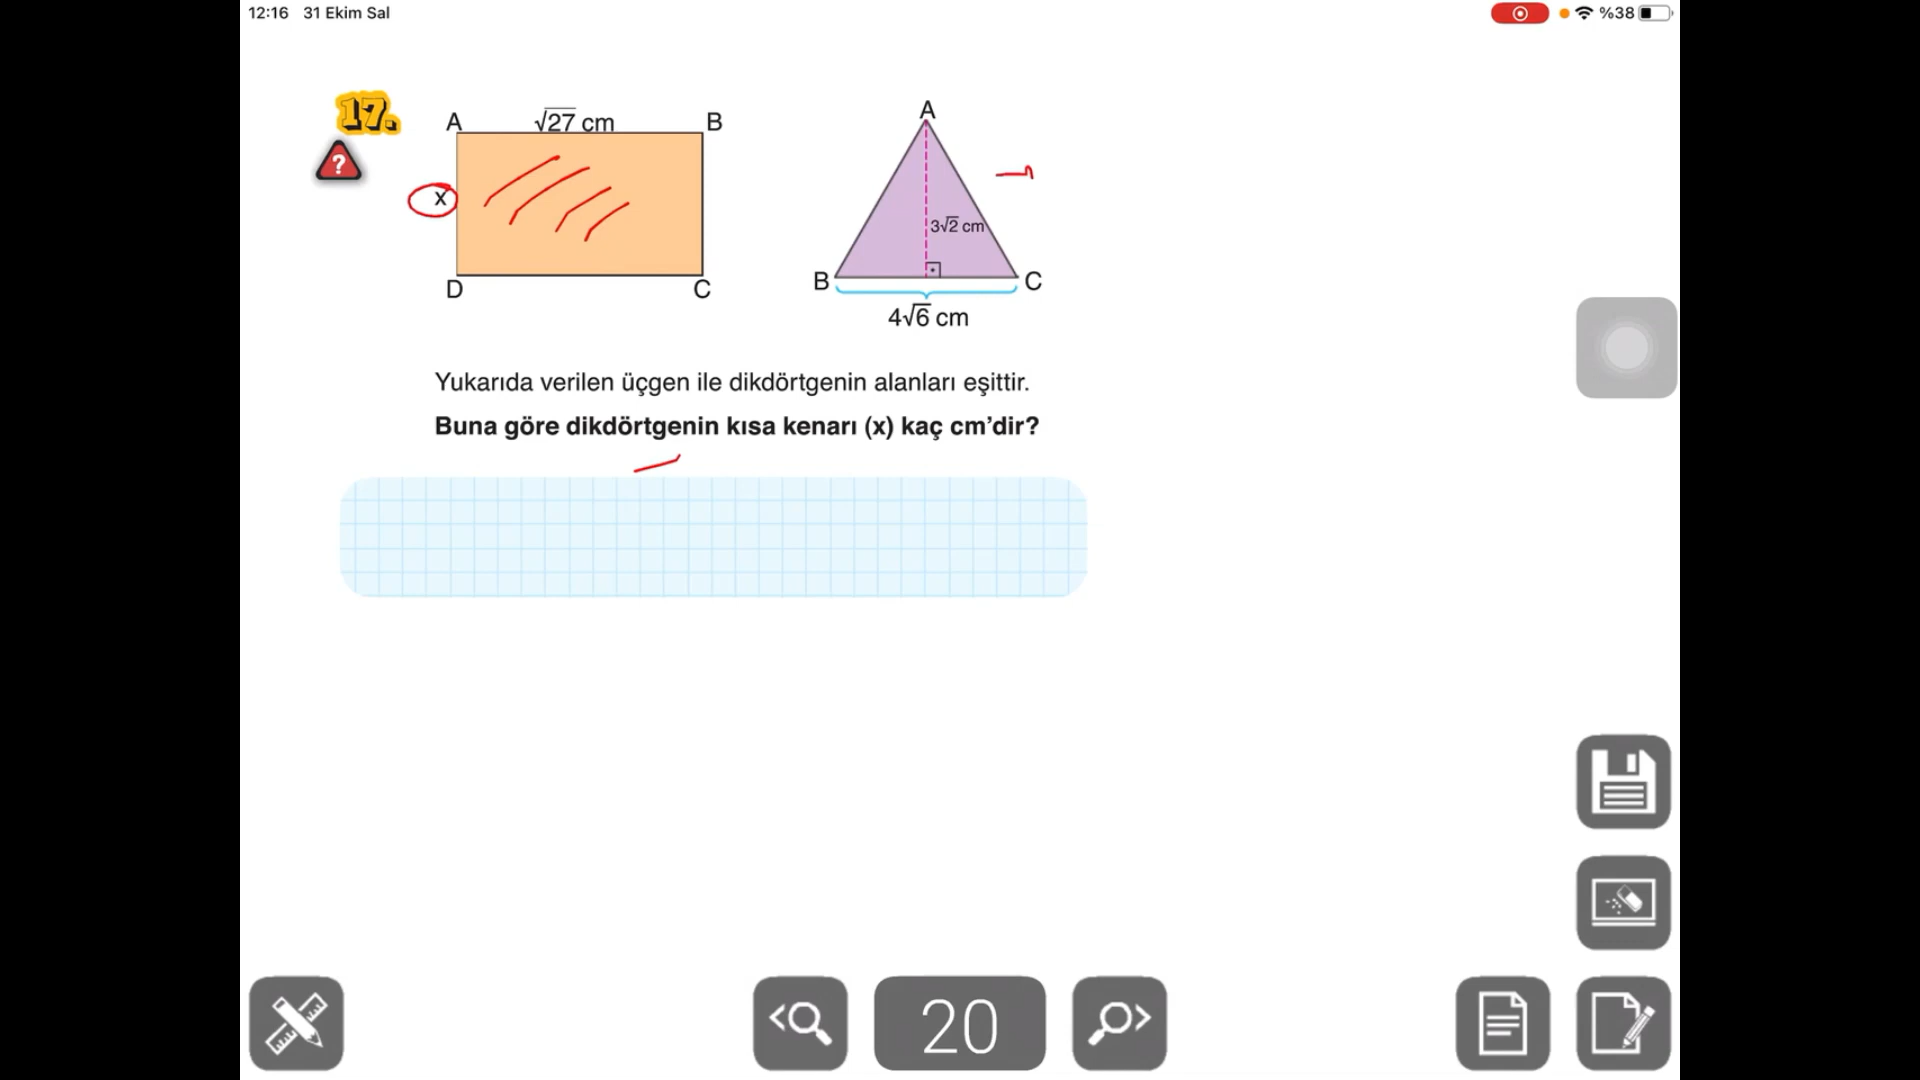 12:16 31 Ekim Sal
%38
17.
?
A √27 cm B
x
D C
A
3√2 cm
B C
4√6 cm
Yukarıda verilen üçgen ile dikdörtgenin alanları eşittir.
Buna göre dikdörtgenin kısa kenarı (x) kaç cm’dir?
20